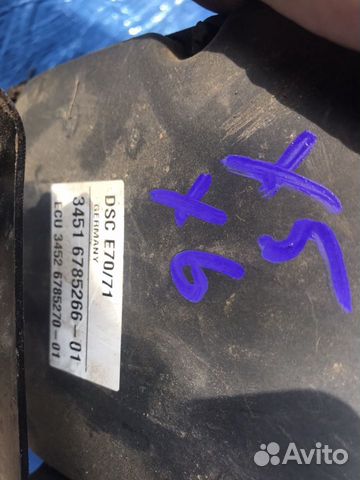 DSC E70/71
GERMANY
3451 6785266-01
ECU 3452 6785270-01
x5
x6
Avito